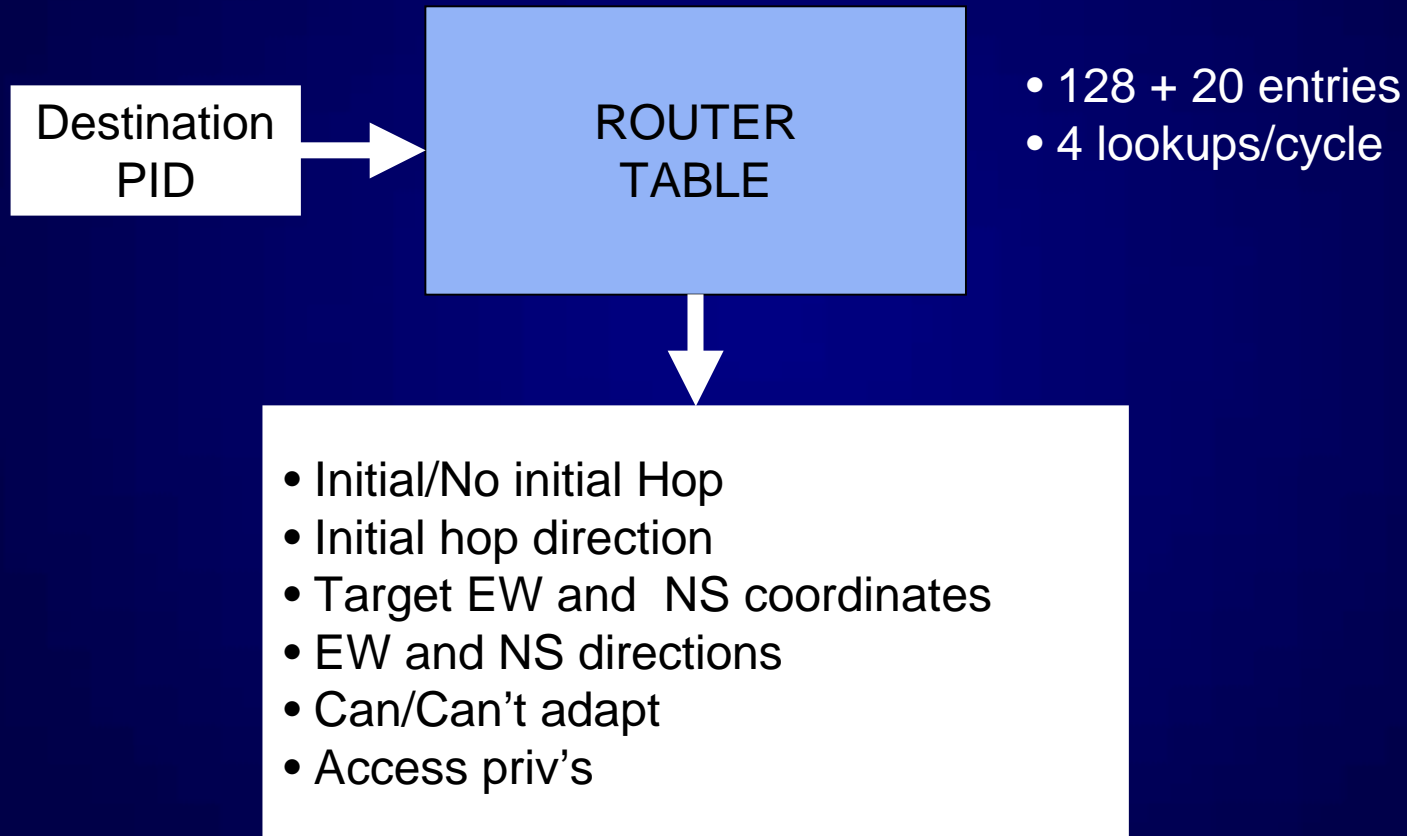 Destination
PID
ROUTER
TABLE
• 128 + 20 entries
• 4 lookups/cycle
• Initial/No initial Hop
• Initial hop direction
• Target EW and NS coordinates
• EW and NS directions
• Can/Can’t adapt
• Access priv’s